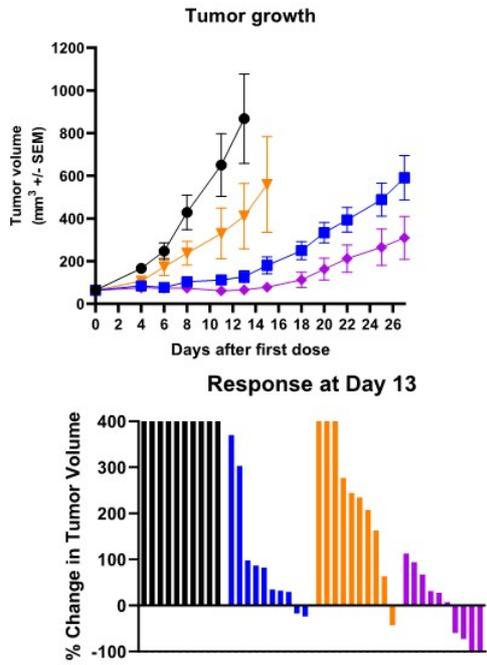 Tumor growth
Tumor volume
(mm³ +/- SEM)
1200
1000
800
600
400
200
0
0 2 4 6 8 10 12 14 16 18 20 22 24 26
Days after first dose
Response at Day 13
% Change in Tumor Volume
400
300
200
100
0
-100